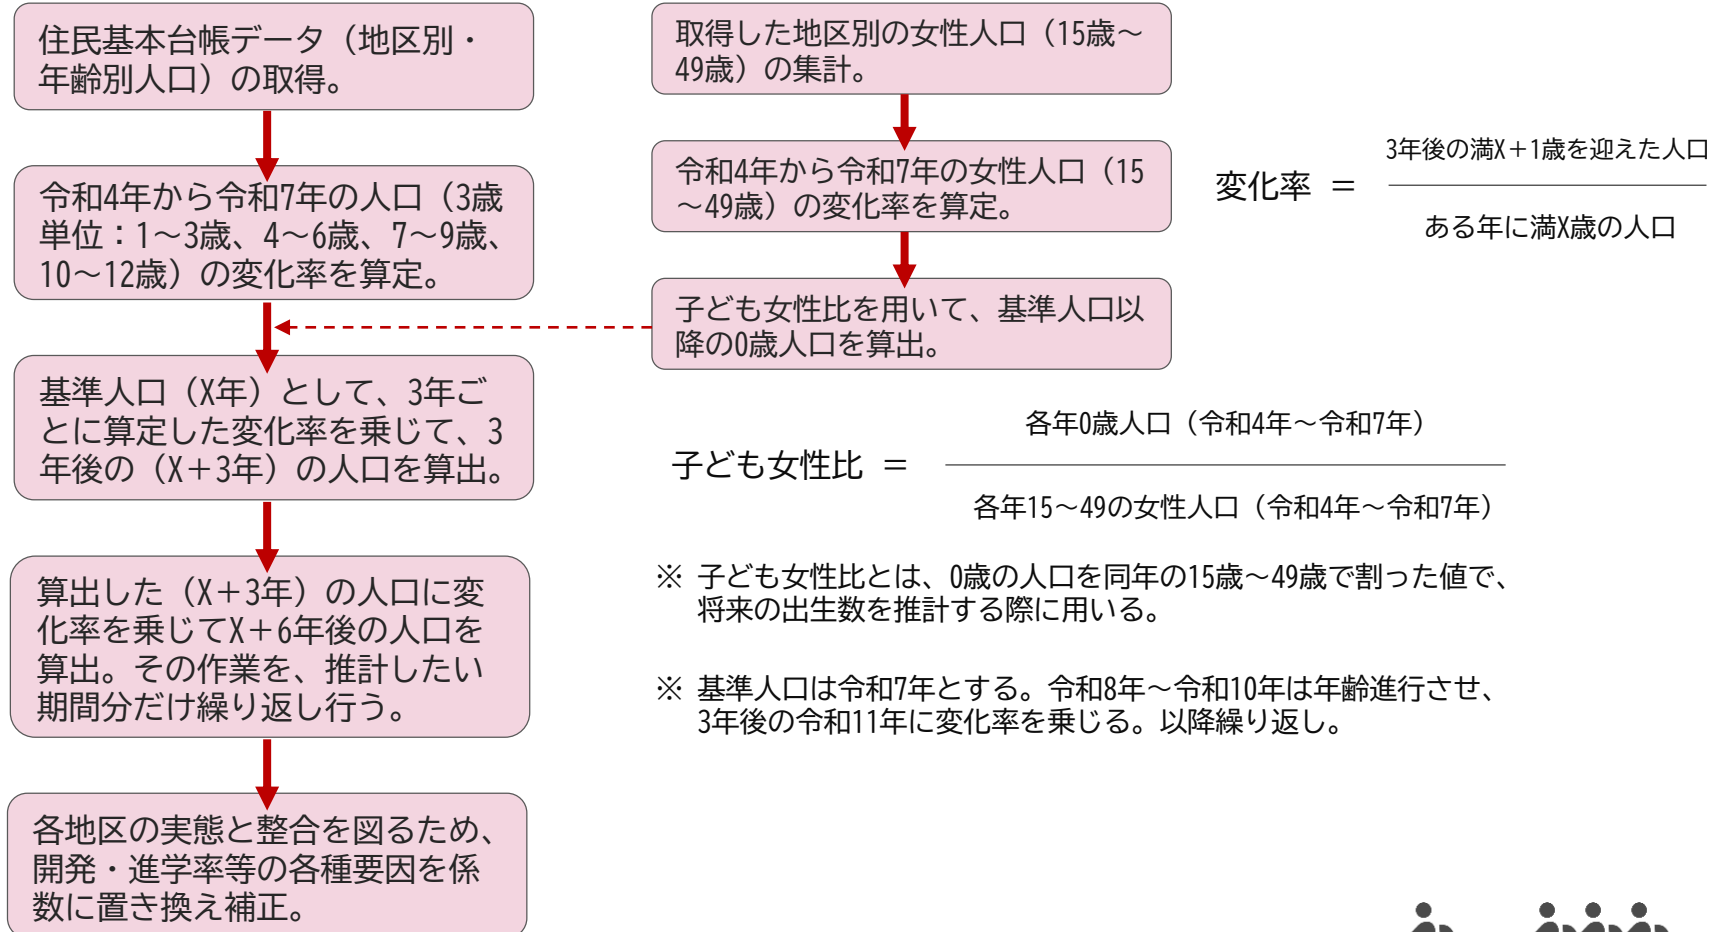 住民基本台帳データ（地区別・
年齢別人口）の取得。
令和4年から令和7年の人口（3歳
単位：1～3歳、4～6歳、7～9歳、
10～12歳）の変化率を算定。
基準人口（X年）として、3年ご
とに算定した変化率を乗じて、3
年後の（X＋3年）の人口を算出。
算出した（X＋3年）の人口に変
化率を乗じてX＋6年後の人口を
算出。その作業を、推計したい
期間分だけ繰り返し行う。
各地区の実態と整合を図るため、
開発・進学率等の各種要因を係
数に置き換え補正。
取得した地区別の女性人口（15歳～
49歳）の集計。
令和4年から令和7年の女性人口（15
～49歳）の変化率を算定。
子ども女性比を用いて、基準人口以
降の0歳人口を算出。
3年後の満X＋1歳を迎えた人口
変化率 ＝
ある年に満X歳の人口
各年0歳人口（令和4年～令和7年）
子ども女性比 ＝
各年15～49の女性人口（令和4年～令和7年）
※ 子ども女性比とは、0歳の人口を同年の15歳～49歳で割った値で、
将来の出生数を推計する際に用いる。
※ 基準人口は令和7年とする。令和8年～令和10年は年齢進行させ、
3年後の令和11年に変化率を乗じる。以降繰り返し。